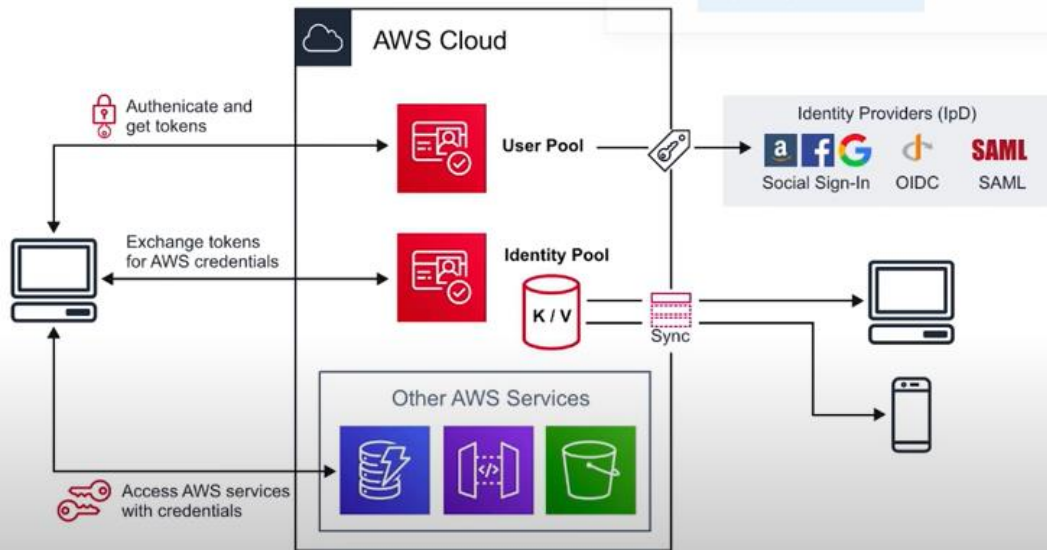 AWS Cloud
Authenicate and
get tokens
User Pool
Identity Providers (IpD)
a
f
G
SAML
Social Sign-In
OIDC
SAML
Exchange tokens
for AWS credentials
Identity Pool
K / V
Sync
Other AWS Services
</>
Access AWS services
with credentials